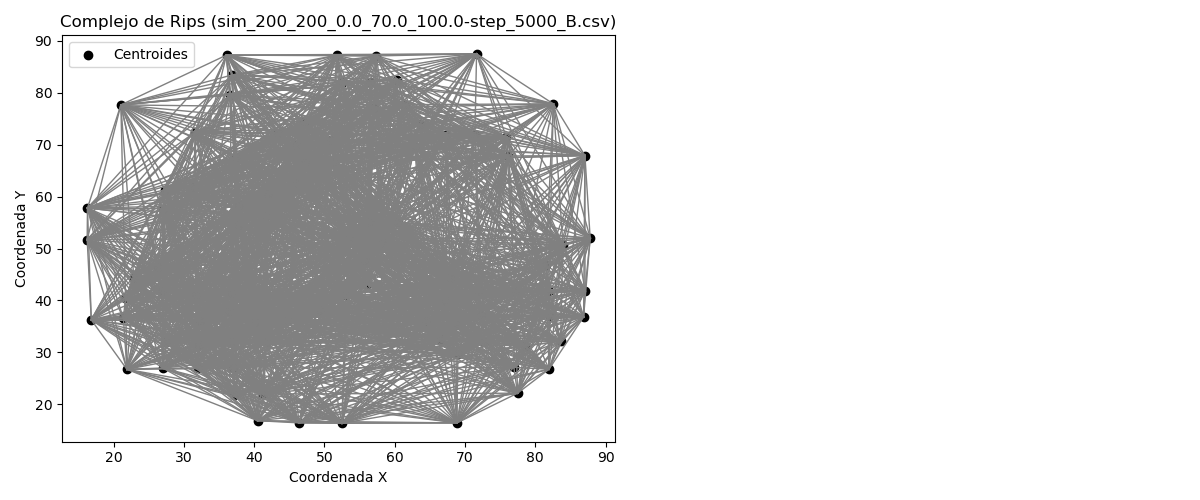 Complejo de Rips (sim_200_200_0.0_70.0_100.0-step_5000_B.csv)
Centroides
90
80
70
60
50
40
30
20
Coordenada Y
20 30 40 50 60 70 80 90
Coordenada X